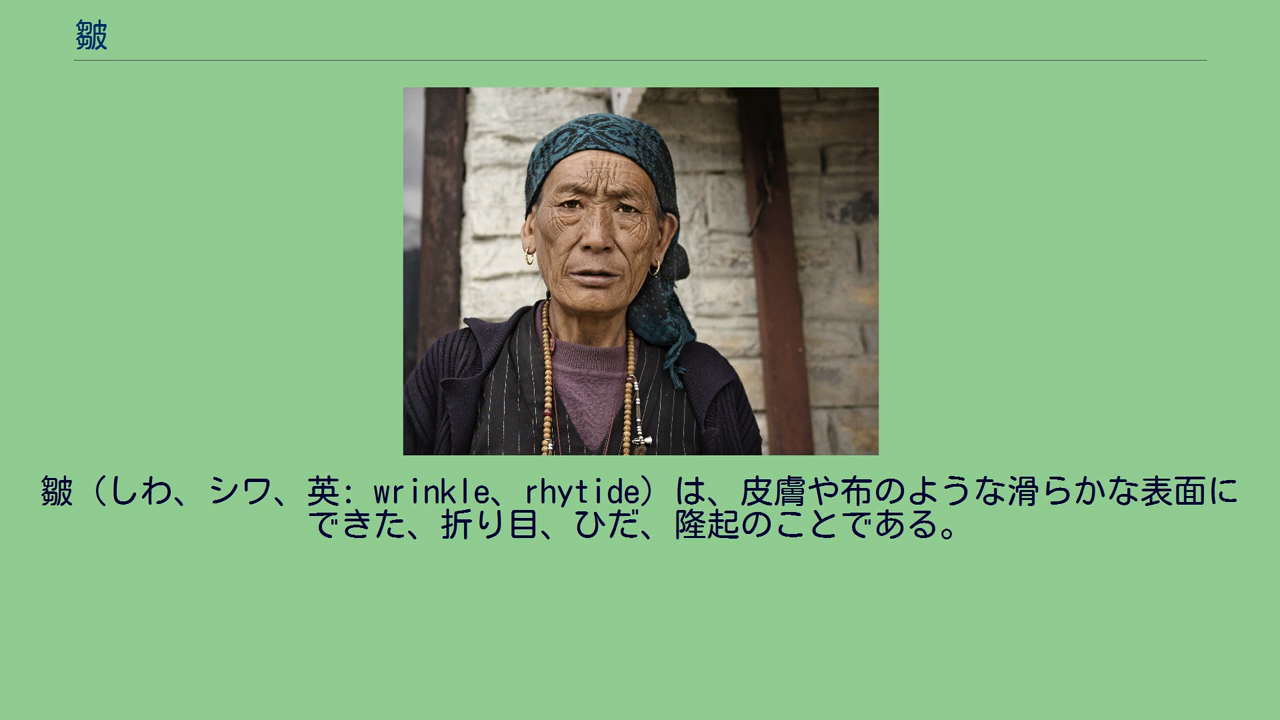 皺
皺（しわ、シワ、英: wrinkle、rhytide）は、皮膚や布のような滑らかな表面に
できた、折り目、ひだ、隆起のことである。